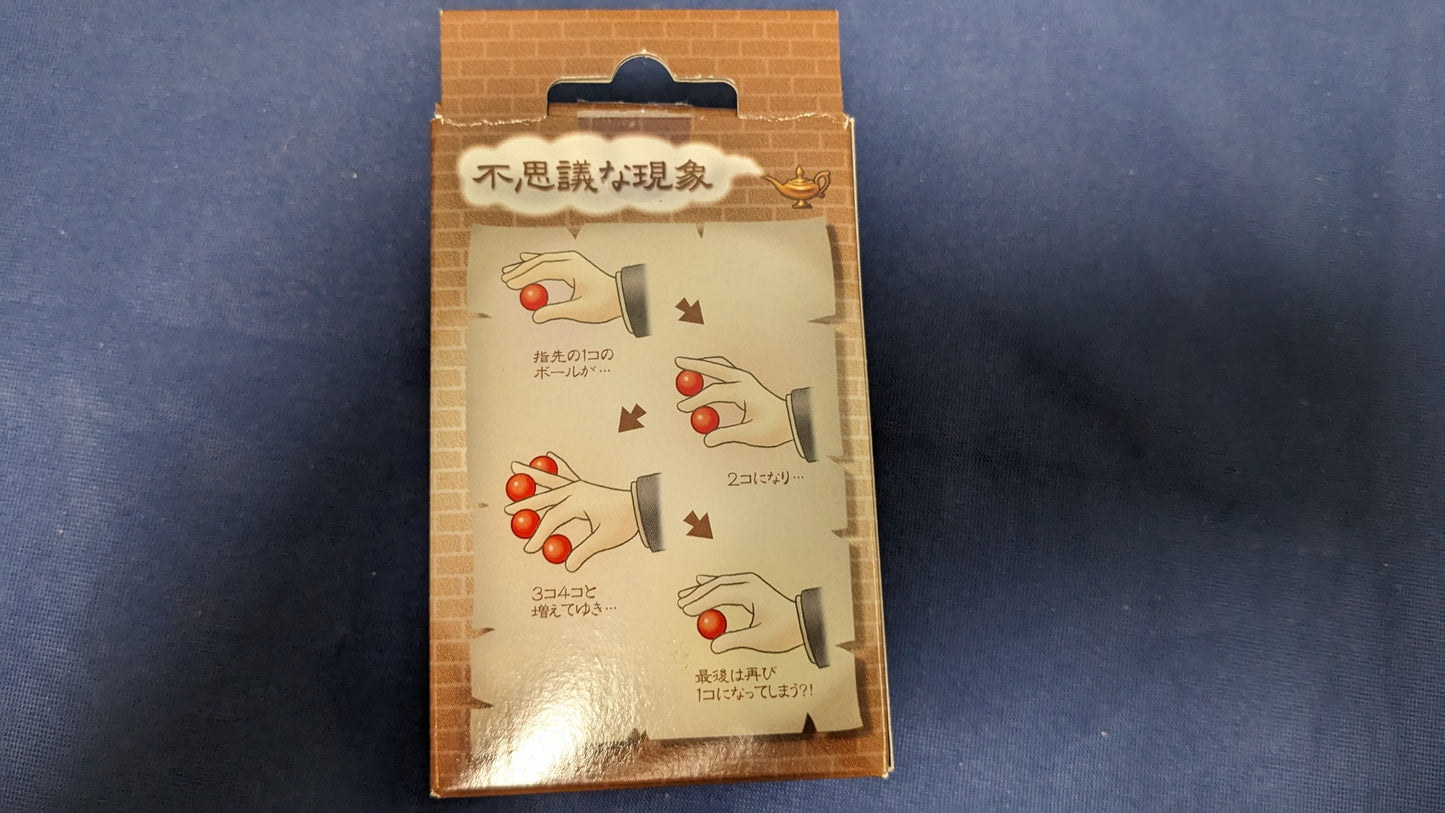 不思議な現象
指先の1コの
ボールが…
2コになり…
3コ4コと
増えてゆき…
最後は再び
1コになってしまう?!